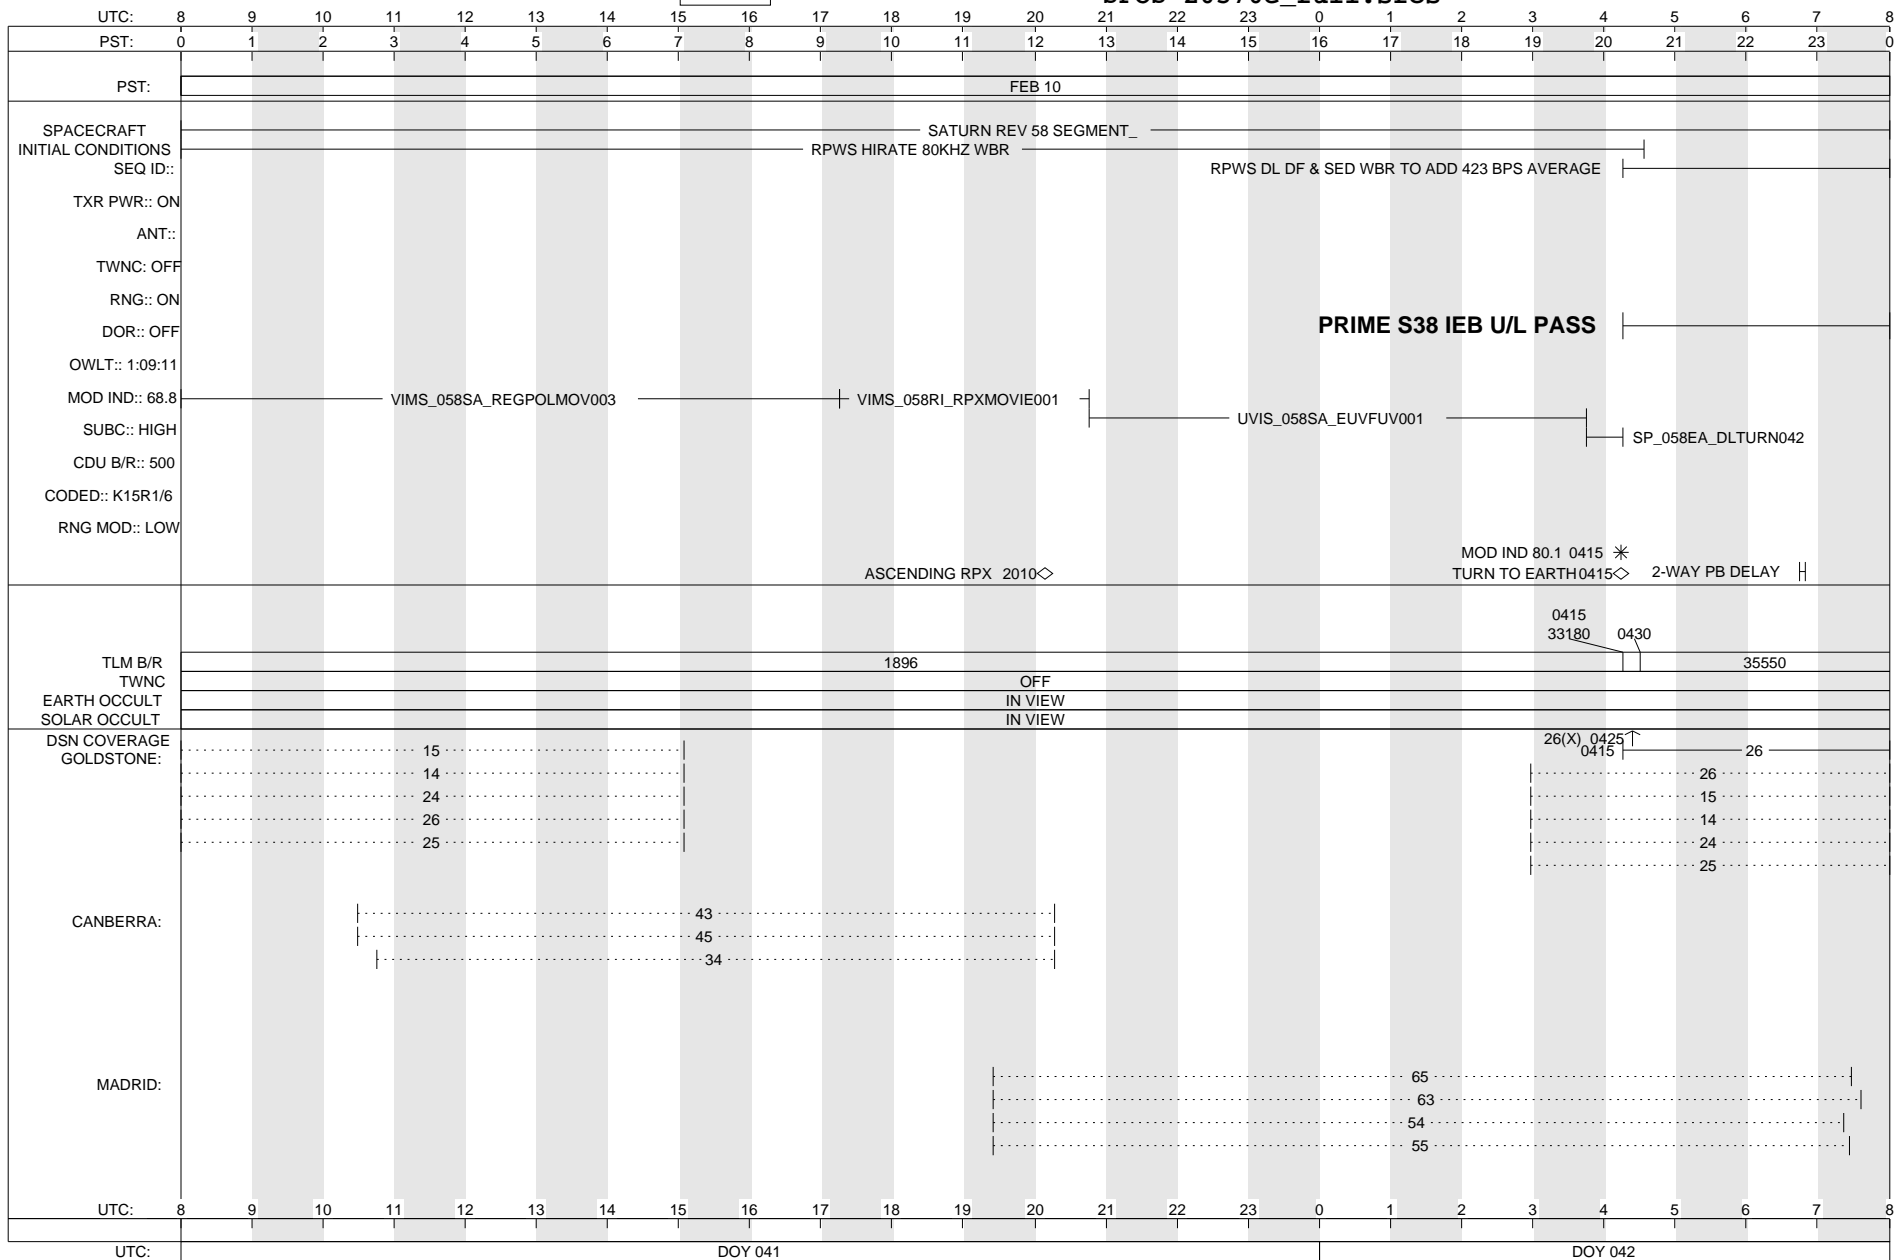 UTC: 8 9 10 11 12 13 14 15 16 17 18 19 20 21 22 23 0 1 2 3 4 5 6 7 8
PST: 0 1 2 3 4 5 6 7 8 9 10 11 12 13 14 15 16 17 18 19 20 21 22 23 0
PST: FEB 10
SPACECRAFT SATURN REV 58 SEGMENT_
INITIAL CONDITIONS RPWS HIRATE 80KHZ WBR
SEQ ID:: RPWS DL DF & SED WBR TO ADD 423 BPS AVERAGE
TXR PWR:: ON
ANT::
TWNC: OFF
RNG:: ON
DOR:: OFF PRIME S38 IEB U/L PASS
OWLT:: 1:09:11
MOD IND:: 68.8 VIMS_058SA_REGPOLMOV003 VIMS_058RI_RPXMOVIE001
UVIS_058SA_EUVFUV001
SUBC:: HIGH SP_058EA_DLTURN042
CDU B/R:: 500
CODED:: K15R1/6
RNG MOD:: LOW
MOD IND 80.1 0415
ASCENDING RPX 2010 TURN TO EARTH0415 2-WAY PB DELAY
0415
33180 0430
TLM B/R 1896 35550
TWNC OFF
EARTH OCCULT IN VIEW
SOLAR OCCULT IN VIEW
DSN COVERAGE 26(X) 0425
GOLDSTONE: 15 0415 26
14 26
24 15
26 14
25 24
25
CANBERRA: 43
45
34
MADRID: 65
63
54
55
UTC: 8 9 10 11 12 13 14 15 16 17 18 19 20 21 22 23 0 1 2 3 4 5 6 7 8
UTC: DOY 041 DOY 042